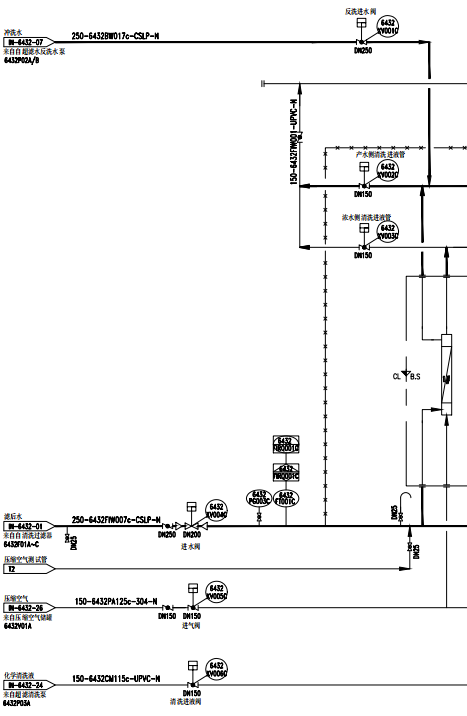 反洗进水阀
6432
XV001C
DN250
冲洗水
IN-6432-07
250-6432BW017c-CSLP-N
来自自超滤水反洗水泵
6432P02A/B
150-6432FW001-UPVC-N
产水侧清洗进液管
6432
XV002C
DN150
浓水侧清洗进液管
6432
XV003C
DN150
CL
B.S
6432
6432
6432
PG003C
6432
FT001C
滤后水
IN-6432-01
250-6432FIW007c-CSLP-N
来自自清洗过滤器
6432F01A~C
DN25
DN250
DN200
6432
XV004C
进水阀
DN25
DN25
压缩空气测试管
T2
压缩空气
IN-6432-26
150-6432PA125c-304-N
来自压缩空气储罐
6432V01A
DN150
DN150
6432
XV005C
进气阀
化学清洗液
IN-6432-24
150-6432CM115c-UPVC-N
来自超滤清洗泵
6432P03A
6432
XV006C
DN150
清洗进液阀